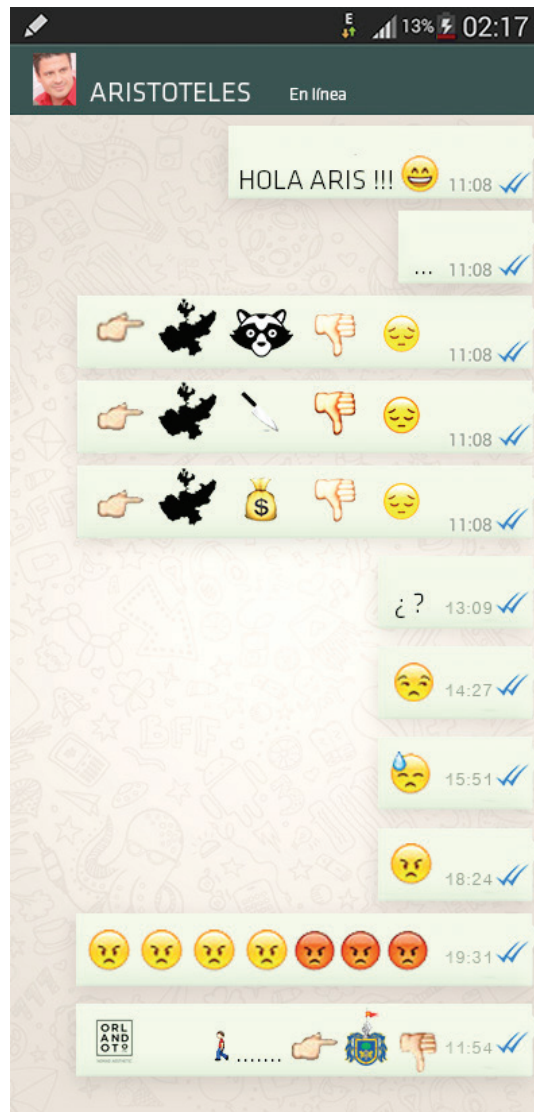 E 13% 02:17
ARISTOTELES En línea
HOLA ARIS !!! 11:08
... 11:08
11:08
11:08
$ 11:08
¿ ? 13:09
14:27
15:51
18:24
19:31
ORL
AND
OTO
....... 11:54